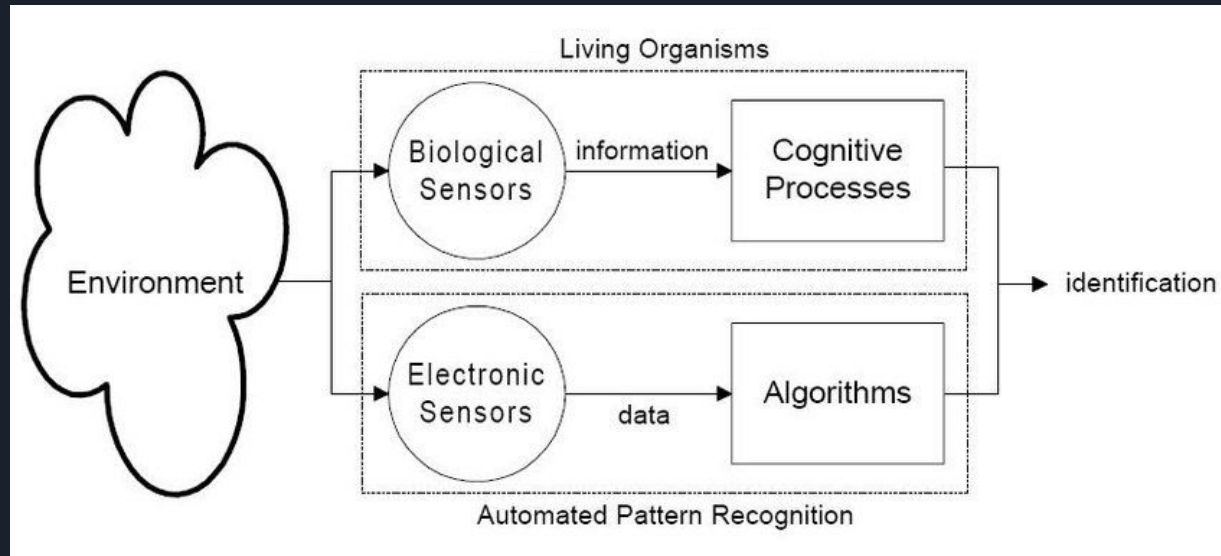 Living Organisms
Biological
Sensors
information
Cognitive
Processes
Environment
identification
Electronic
Sensors
data
Algorithms
Automated Pattern Recognition